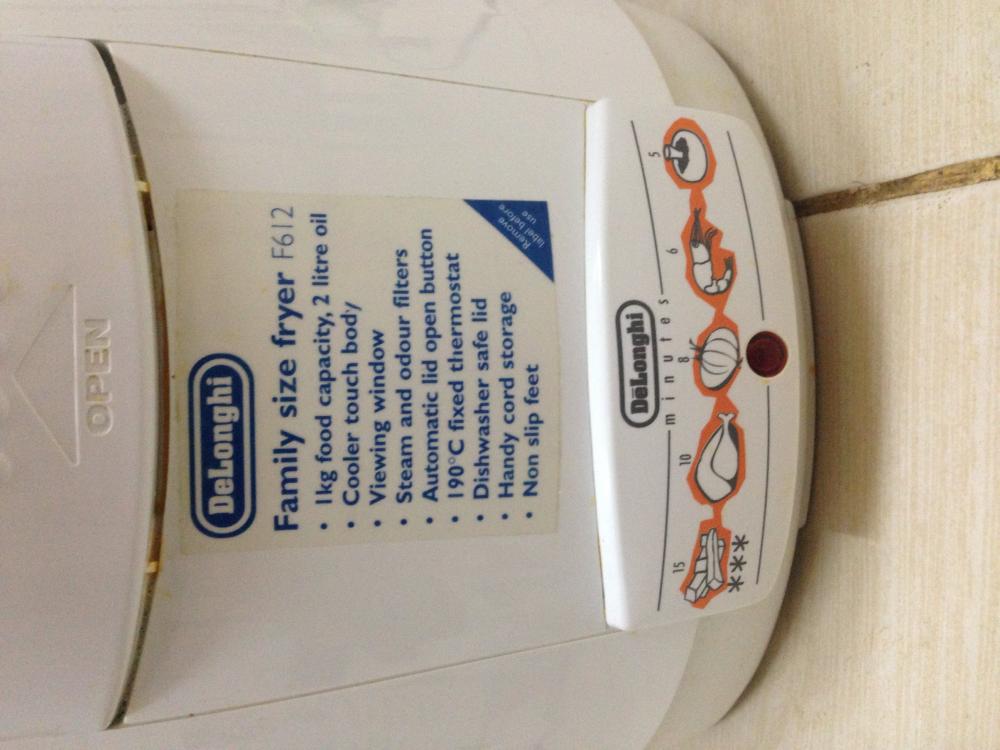 OPEN
DeLonghi
Family size fryer F612
• 1kg food capacity, 2 litre oil
• Cooler touch body
• Viewing window
• Steam and odour filters
• Automatic lid open button
• 190°C fixed thermostat
• Dishwasher safe lid
• Handy cord storage
• Non slip feet
Remove
label before
use
DeLonghi
minutes
15 10 8 6 5
***